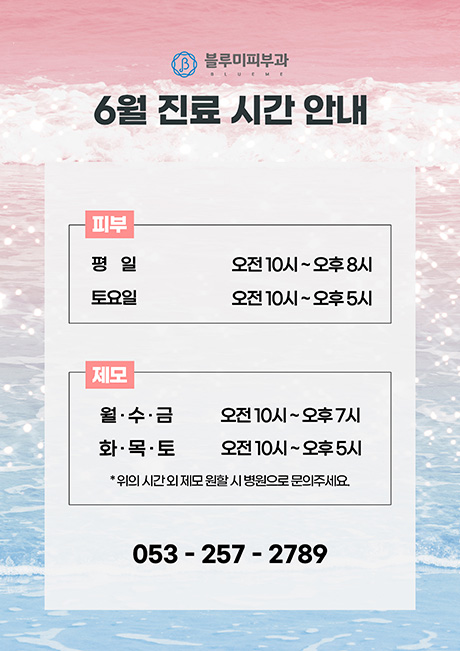 블루미피부과
BLUEME
6월 진료 시간 안내
피부
평 일 오전 10시 ~ 오후 8시
토요일 오전 10시 ~ 오후 5시
제모
월·수·금 오전 10시 ~ 오후 7시
화·목·토 오전 10시 ~ 오후 5시
* 위의 시간 외 제모 원할 시 병원으로 문의주세요.
053 - 257 - 2789